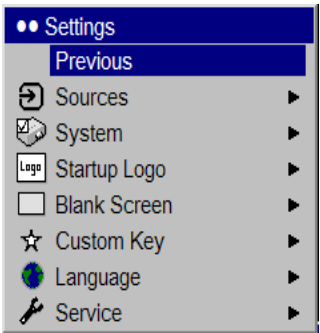 Settings
Previous
Sources
System
Logo Startup Logo
Blank Screen
Custom Key
Language
Service